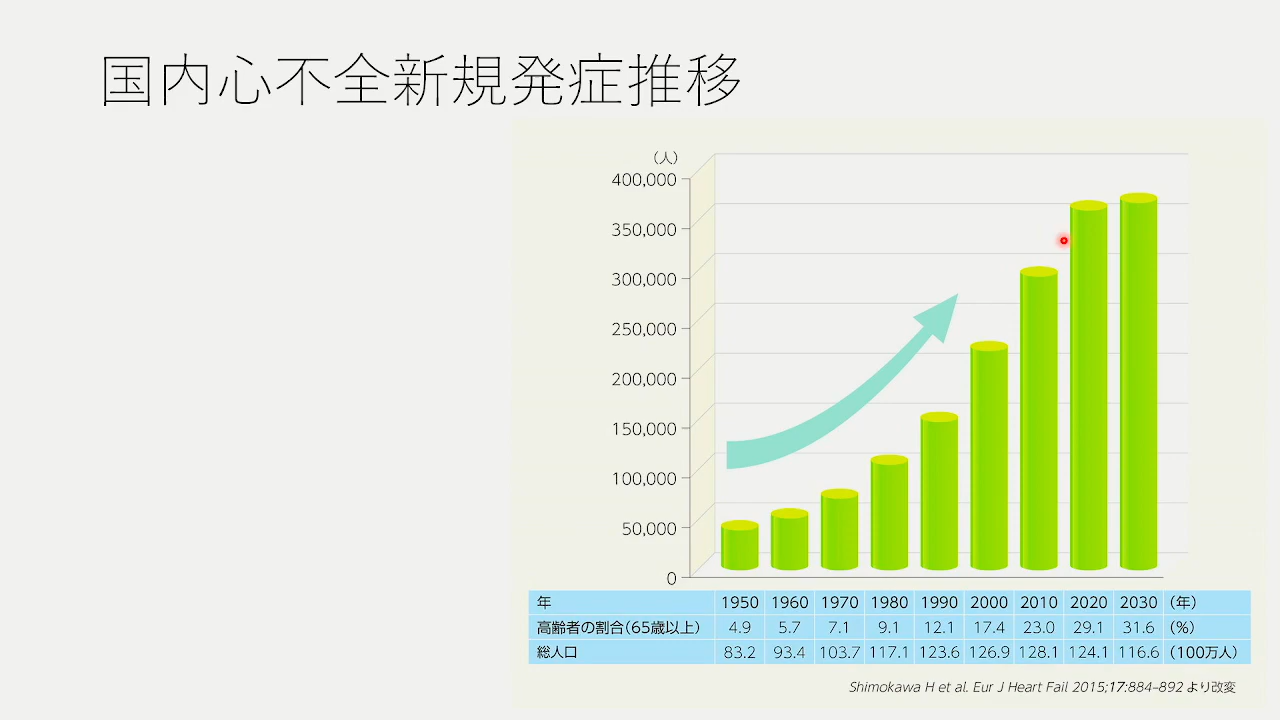 国内心不全新規発症推移
(人)
400,000
350,000
300,000
250,000
200,000
150,000
100,000
50,000
0
年 1950 1960 1970 1980 1990 2000 2010 2020 2030 (年)
高齢者の割合(65歳以上) 4.9 5.7 7.1 9.1 12.1 17.4 23.0 29.1 31.6 (%)
総人口 83.2 93.4 103.7 117.1 123.6 126.9 128.1 124.1 116.6 (100万人)
Shimokawa H et al. Eur J Heart Fail 2015;17:884–892 より改変